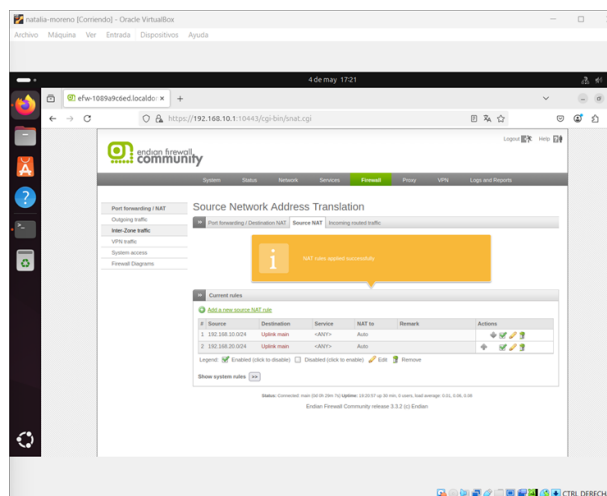 natalia-moreno [Corriendo] - Oracle VirtualBox
Archivo Máquina Ver Entrada Dispositivos Ayuda
4 de may 17:21
efw-1089a9c6ed.localdo
https://192.168.10.1:10443/cgi-bin/snat.cgi
endian firewall
community
Logout Help
System Status Network Services Firewall Proxy VPN Logs and Reports
Port forwarding / NAT
Outgoing traffic
Inter-Zone traffic
VPN traffic
System access
Firewall Diagrams
Source Network Address Translation
>> Port forwarding / Destination NAT Source NAT Incoming routed traffic
NAT rules applied successfully
>> Current rules
Add a new source NAT rule
# Source Destination Service NAT to Remark Actions
1 192.168.10.0/24 Uplink main <ANY> Auto
2 192.168.20.0/24 Uplink main <ANY> Auto
Legend: Enabled (click to disable) Disabled (click to enable) Edit Remove
Show system rules >>
Status: Connected: main Uptime:
Endian Firewall Community release 3.3.2 (c) Endian
CTRL DERECH